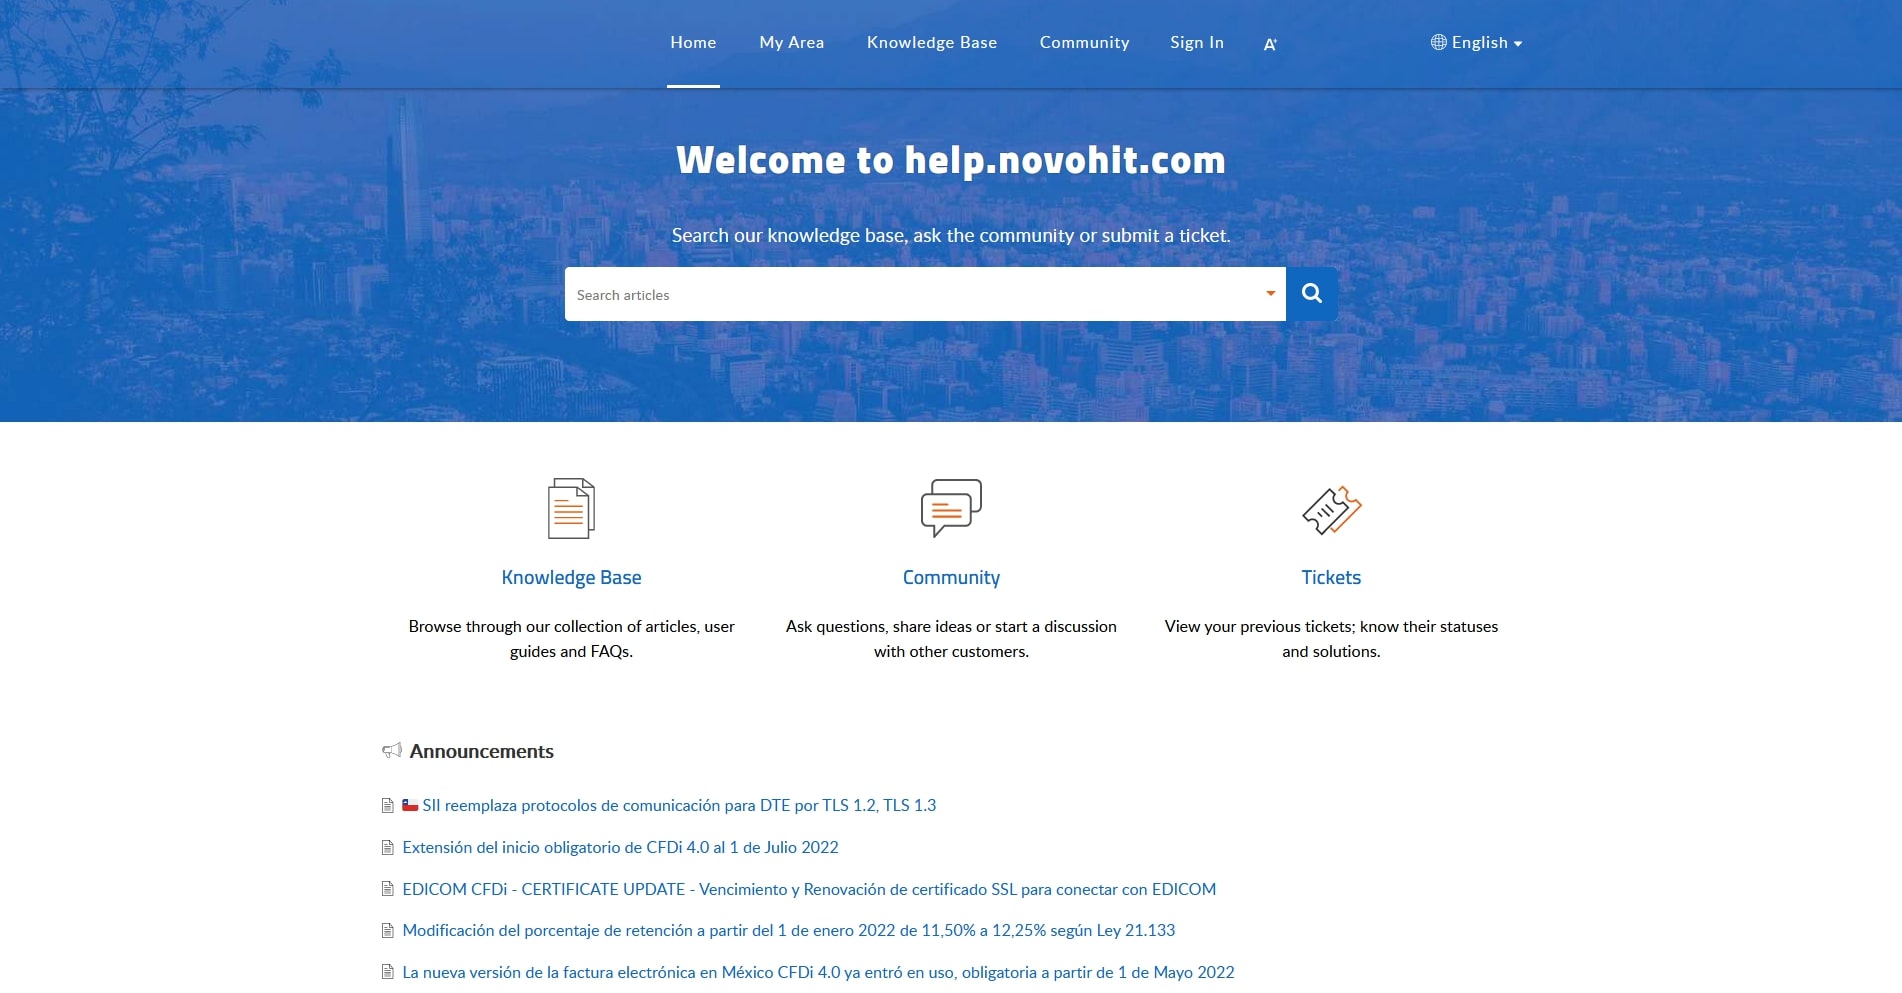 Home My Area Knowledge Base Community Sign In A+ English
Welcome to help.novohit.com
Search our knowledge base, ask the community or submit a ticket.
Search articles
Knowledge Base
Browse through our collection of articles, user
guides and FAQs.
Community
Ask questions, share ideas or start a discussion
with other customers.
Tickets
View your previous tickets; know their statuses
and solutions.
Announcements
SII reemplaza protocolos de comunicación para DTE por TLS 1.2, TLS 1.3
Extensión del inicio obligatorio de CFDi 4.0 al 1 de Julio 2022
EDICOM CFDi - CERTIFICATE UPDATE - Vencimiento y Renovación de certificado SSL para conectar con EDICOM
Modificación del porcentaje de retención a partir del 1 de enero 2022 de 11,50% a 12,25% según Ley 21.133
La nueva versión de la factura electrónica en México CFDi 4.0 ya entró en uso, obligatoria a partir de 1 de Mayo 2022